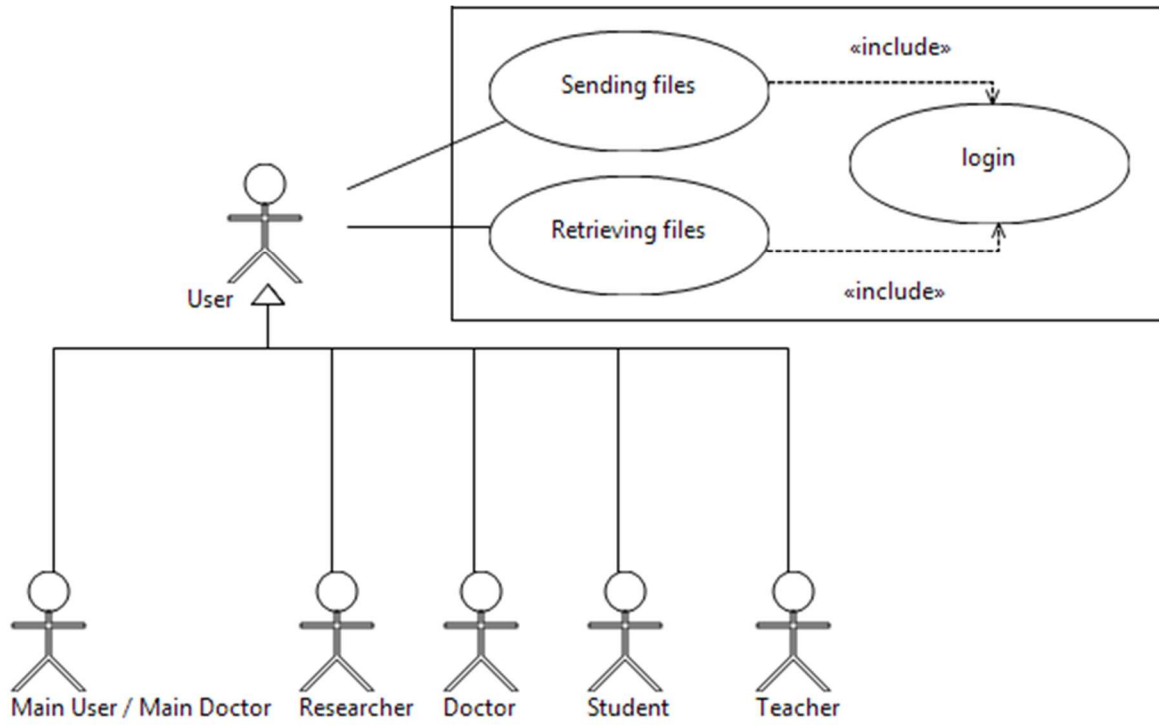 «include»
Sending files
login
Retrieving files
«include»
User
Main User / Main Doctor
Researcher
Doctor
Student
Teacher